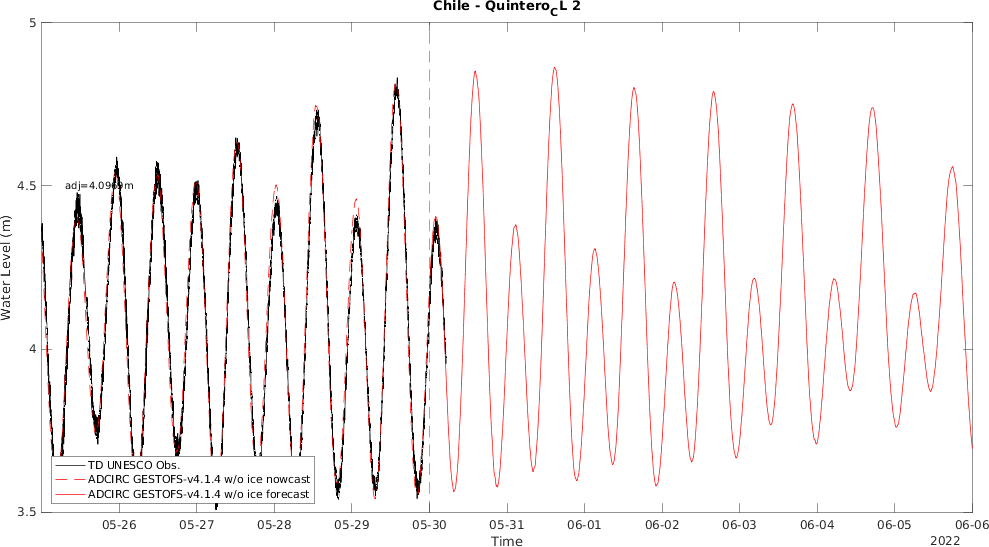 Chile - Quintero_CL 2
5
4.5
4
3.5
Water Level (m)
adj=4.0969m
TD UNESCO Obs.
ADCIRC GESTOFS-v4.1.4 w/o ice nowcast
ADCIRC GESTOFS-v4.1.4 w/o ice forecast
05-26 05-27 05-28 05-29 05-30 05-31 06-01 06-02 06-03 06-04 06-05 06-06
Time
2022